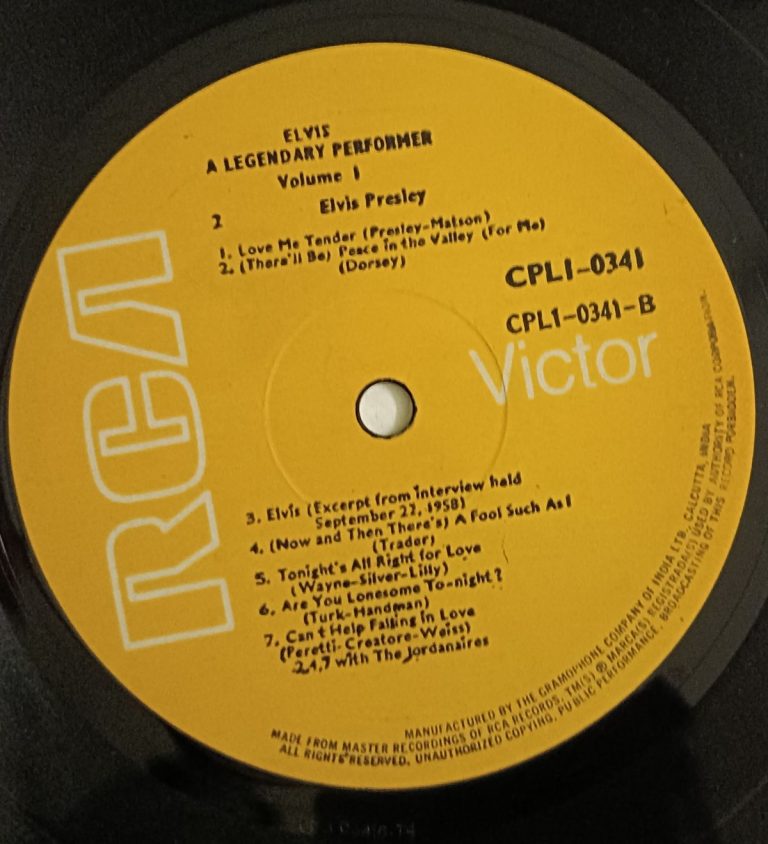 ELVIS
A LEGENDARY PERFORMER
Volume 1
Elvis Presley
2
1. Love Me Tender (Presley-Matson)
2. (There'll Be) Peace in the Valley (For Me)
(Dorsey)
CPL1-0341
CPL1-0341-B
RCA
Victor
3. Elvis (Excerpt from interview held
September 22, 1958)
4. (Now and Then There's) A Fool Such As I
(Trader)
5. Tonight's All Right for Love
(Wayne-Silver-Lilly)
6. Are You Lonesome To-night?
(Turk-Handman)
7. Can t Help Falling in Love
(Peretti-Creatore-Weiss)
2,4,7 with The Jordanaires
MANUFACTURED BY THE GRAMOPHONE COMPANY OF INDIA LTD, CALCUTTA, INDIA
MADE FROM MASTER RECORDINGS OF RCA RECORDS. TM(S) ® MARCA(S) REGISTRADA(S) USED BY AUTHORITY OF RCA CORPORATION.
ALL RIGHTS RESERVED. UNAUTHORIZED COPYING, PUBLIC PERFORMANCE, BROADCASTING OF THIS RECORD FORBIDDEN.